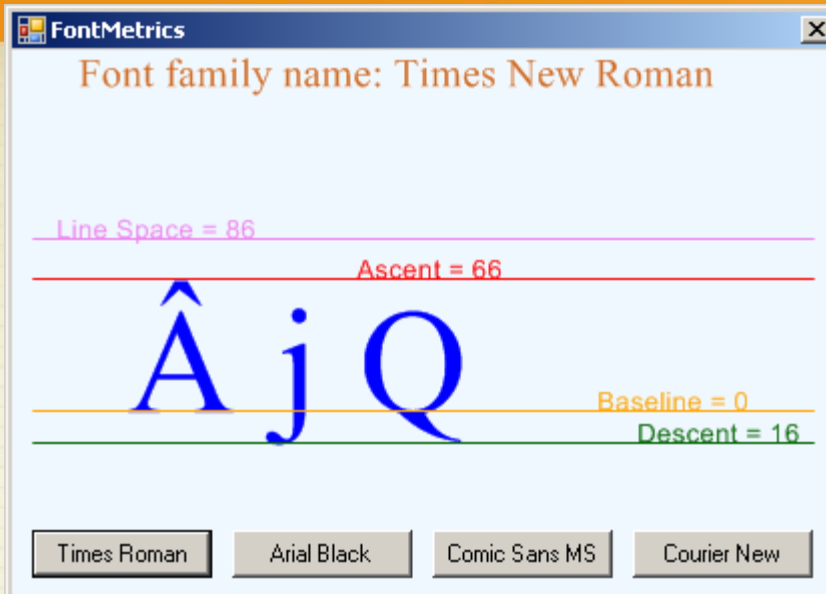 FontMetrics
Font family name: Times New Roman
Line Space = 86
Ascent = 66
Â j Q
Baseline = 0
Descent = 16
Times Roman Arial Black Comic Sans MS Courier New